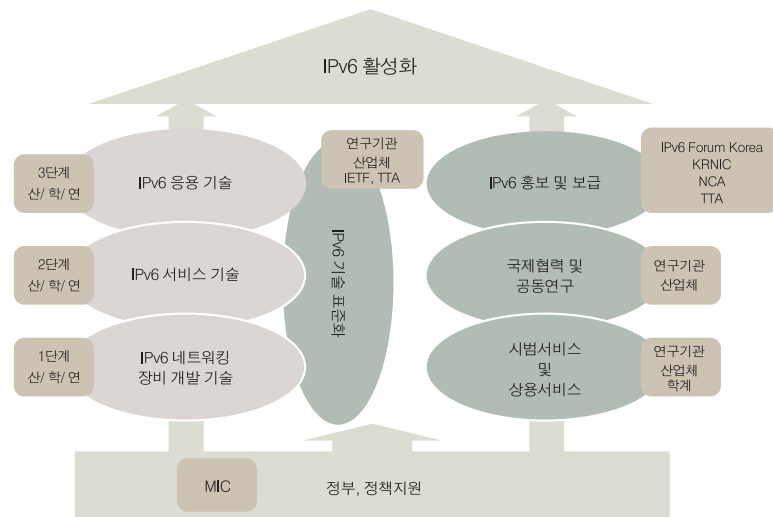 IPv6 활성화
3단계
산/ 학/ 연
IPv6 응용 기술
연구기관
산업체
IETF, TTA
IPv6 홍보 및 보급
IPv6 Forum Korea
KRNIC
NCA
TTA
2단계
산/ 학/ 연
IPv6 서비스 기술
IPv6 기술 표준화
국제협력 및
공동연구
연구기관
산업체
1단계
산/ 학/ 연
IPv6 네트워킹
장비 개발 기술
시범서비스
및
상용서비스
연구기관
산업체
학계
MIC
정부, 정책지원